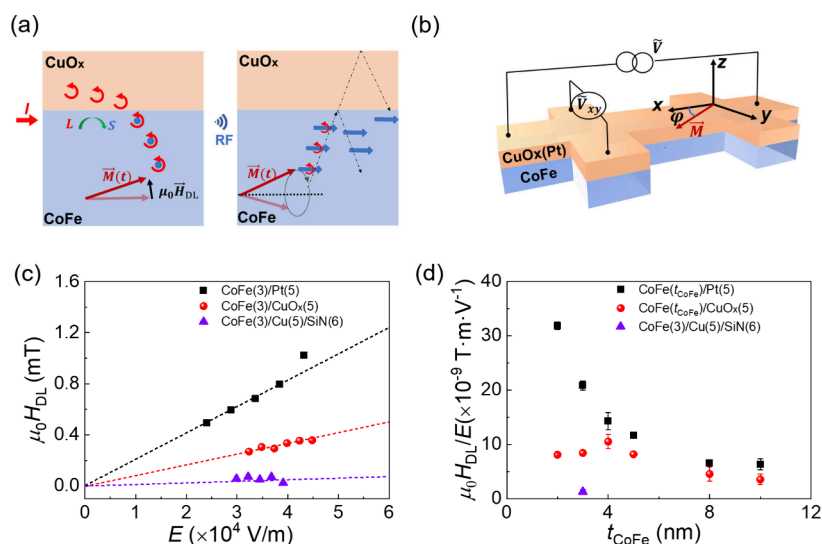 (a)
CuOx
I
L
S
M⃗(t)
μ₀H⃗DL
CoFe
CuOx
RF
M⃗(t)
CoFe
(b)
Ṽ
Ṽxy
z
x
φ
y
M⃗
CuOx(Pt)
CoFe
(c)
1.6
1.2
0.8
0.4
0.0
μ₀HDL (mT)
CoFe(3)/Pt(5)
CoFe(3)/CuOx(5)
CoFe(3)/Cu(5)/SiN(6)
0 1 2 3 4 5 6
E (×10⁴ V/m)
(d)
40
30
20
10
0
μ₀HDL/E(×10⁻⁹ T·m·V⁻¹)
CoFe(tCoFe)/Pt(5)
CoFe(tCoFe)/CuOx(5)
CoFe(3)/Cu(5)/SiN(6)
0 4 8 12
tCoFe (nm)